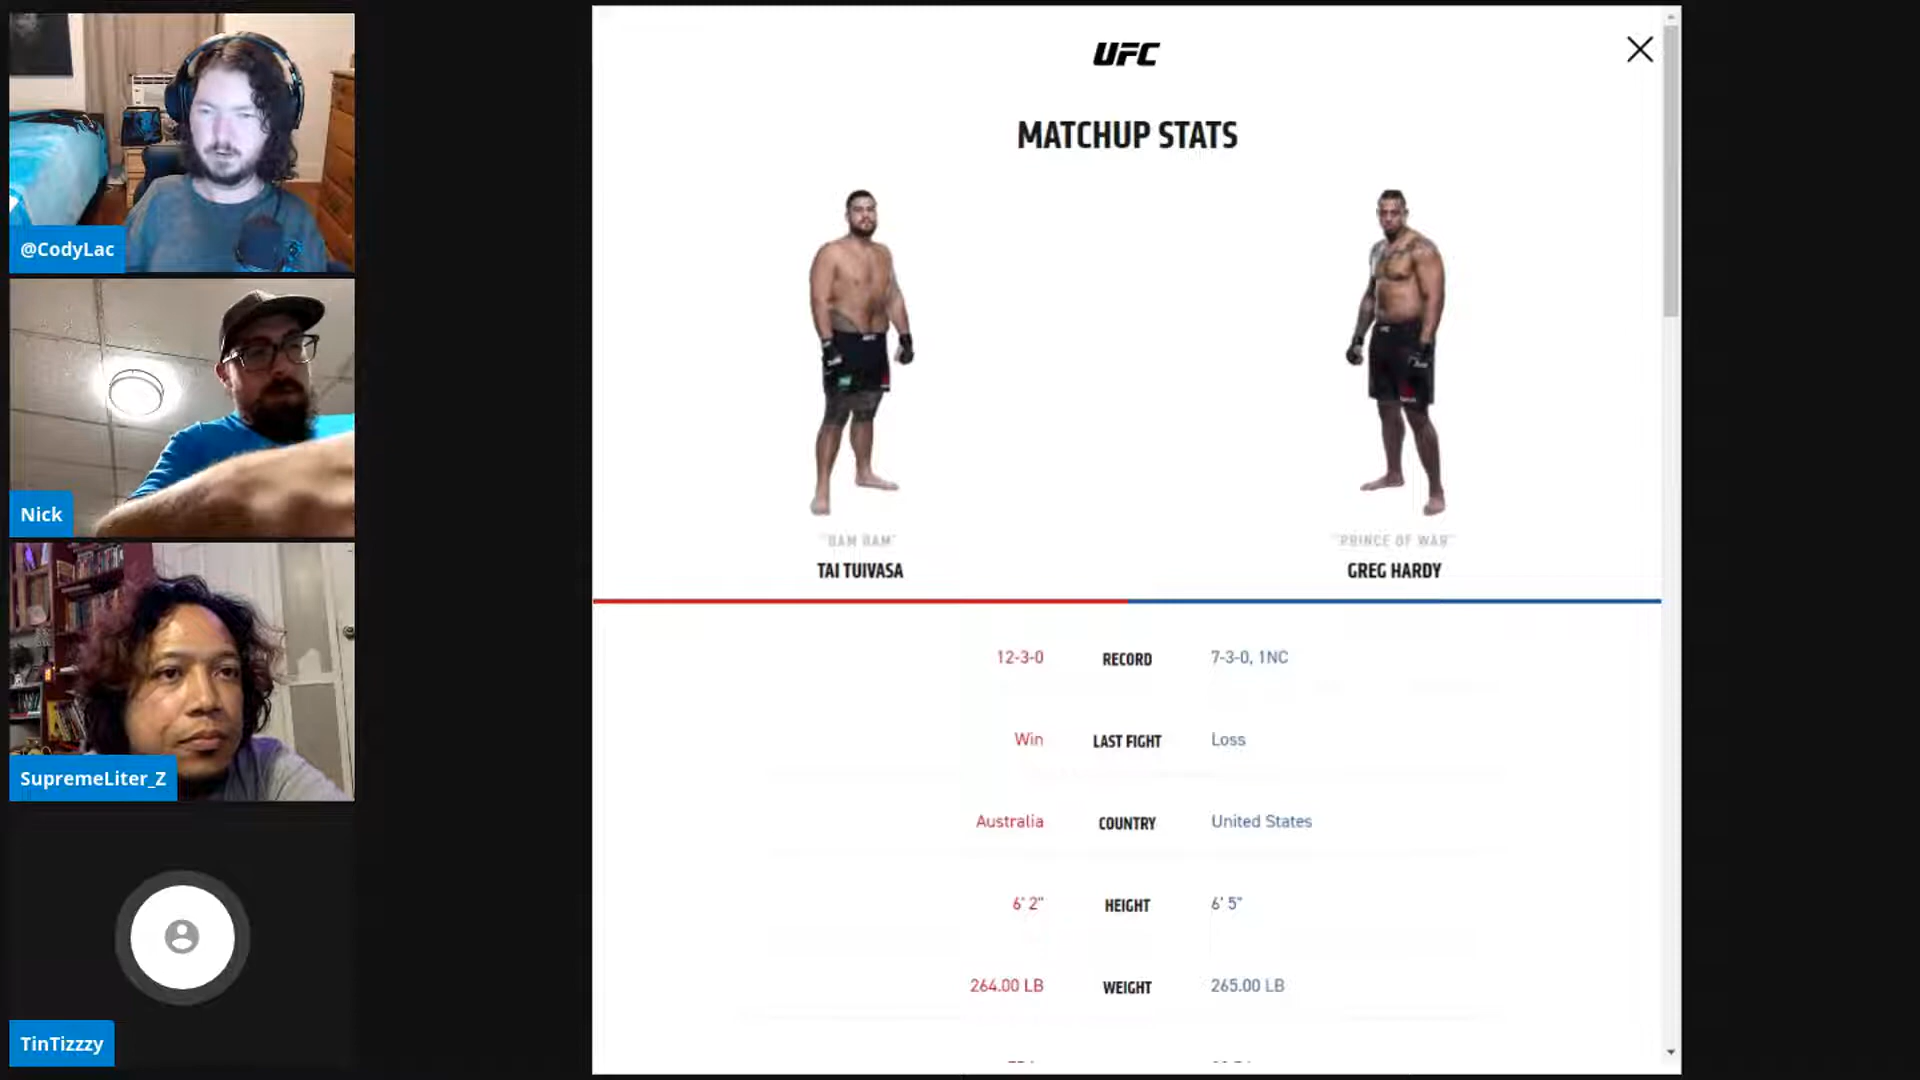 @CodyLac
Nick
SupremeLiter_Z
TinTizzzy
UFC
MATCHUP STATS
"BAM BAM"
TAI TUIVASA
"PRINCE OF WAR"
GREG HARDY
12-3-0 RECORD 7-3-0, 1NC
Win LAST FIGHT Loss
Australia COUNTRY United States
6' 2" HEIGHT 6' 5"
264.00 LB WEIGHT 265.00 LB